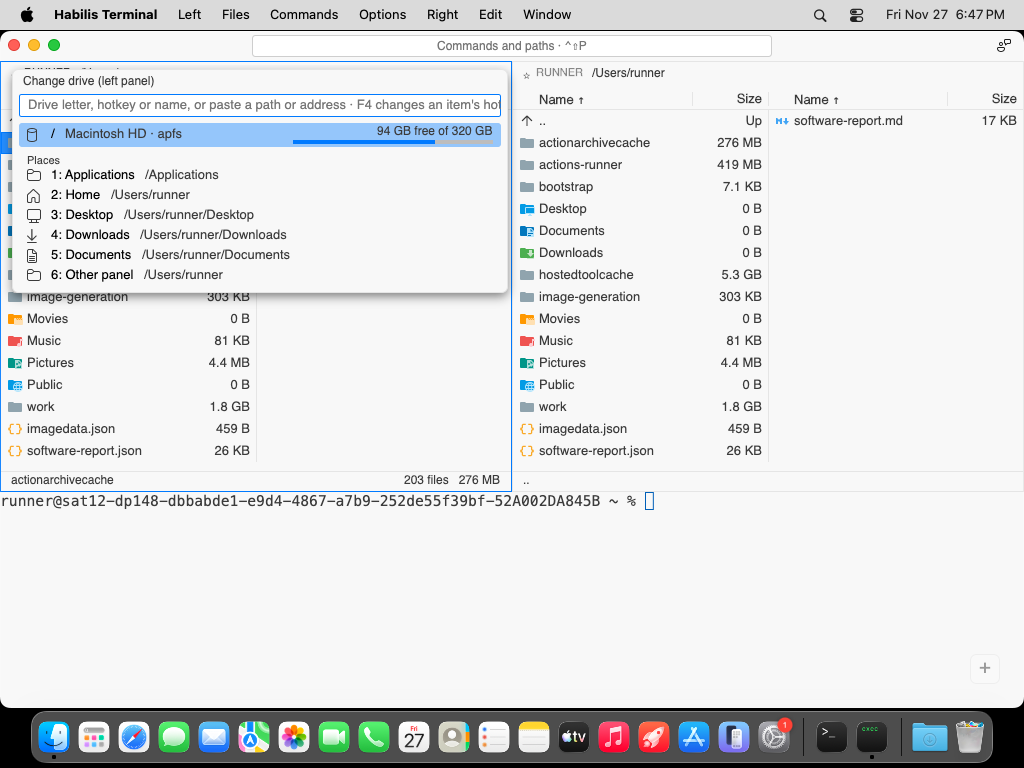 Habilis Terminal Left Files Commands Options Right Edit Window Fri Nov 27 6:47 PM
Commands and paths · ^⇧P
Change drive (left panel)
Drive letter, hotkey or name, or paste a path or address · F4 changes an item's hot
/ Macintosh HD · apfs 94 GB free of 320 GB
Places
1: Applications /Applications
2: Home /Users/runner
3: Desktop /Users/runner/Desktop
4: Downloads /Users/runner/Downloads
5: Documents /Users/runner/Documents
6: Other panel /Users/runner
image-generation 303 KB
Movies 0 B
Music 81 KB
Pictures 4.4 MB
Public 0 B
work 1.8 GB
imagedata.json 459 B
software-report.json 26 KB
actionarchivecache 203 files 276 MB
RUNNER /Users/runner
Name ↑ Size Name ↑ Size
.. Up
actionarchivecache 276 MB
actions-runner 419 MB
bootstrap 7.1 KB
Desktop 0 B
Documents 0 B
Downloads 0 B
hostedtoolcache 5.3 GB
image-generation 303 KB
Movies 0 B
Music 81 KB
Pictures 4.4 MB
Public 0 B
work 1.8 GB
imagedata.json 459 B
software-report.json 26 KB
software-report.md 17 KB
..
runner@sat12-dp148-dbbabde1-e9d4-4867-a7b9-252de55f39bf-52A002DA845B ~ %
+
Fri
27
tv
1
>_
exec